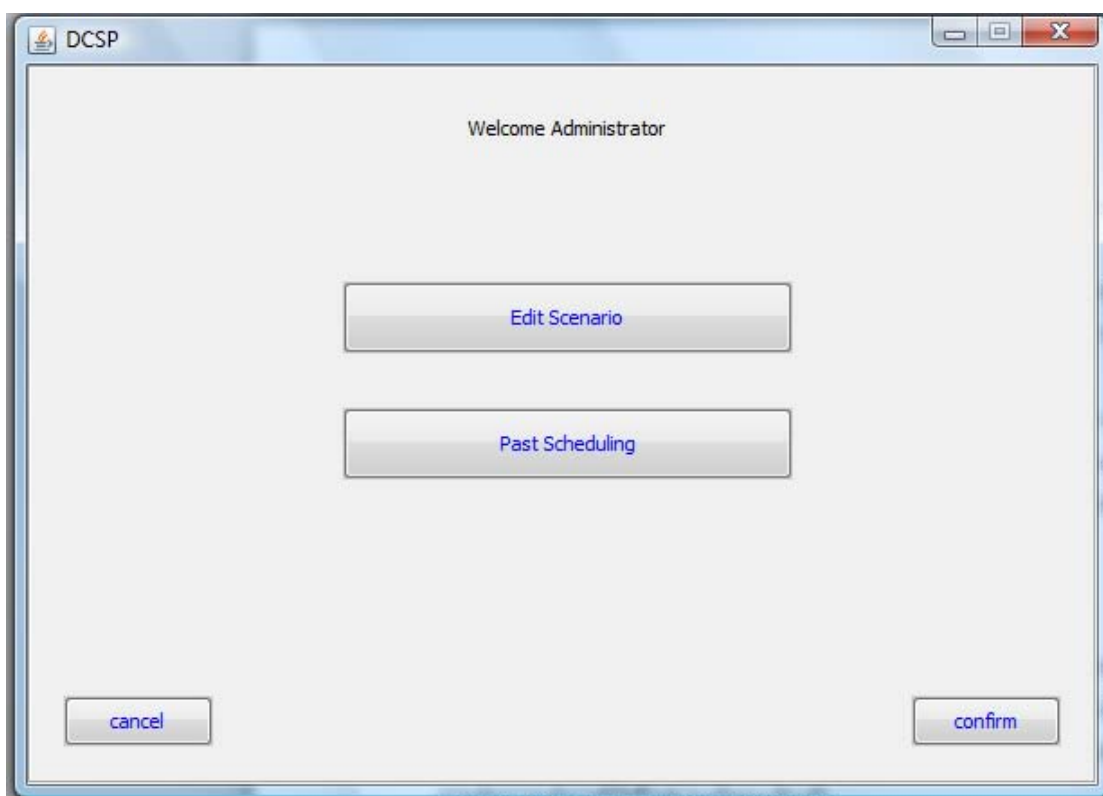 DCSP
Welcome Administrator
Edit Scenario
Past Scheduling
cancel
confirm